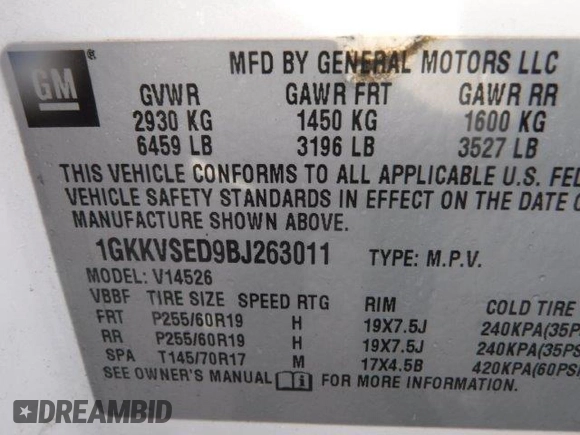 GM ®
MFD BY GENERAL MOTORS LLC
GVWR GAWR FRT GAWR RR
2930 KG 1450 KG 1600 KG
6459 LB 3196 LB 3527 LB
THIS VEHICLE CONFORMS TO ALL APPLICABLE U.S. FED
VEHICLE SAFETY STANDARDS IN EFFECT ON THE DATE O
MANUFACTURE SHOWN ABOVE.
1GKKVSED9BJ263011 TYPE: M.P.V.
MODEL: V14526
VBBF TIRE SIZE SPEED RTG RIM COLD TIRE
FRT P255/60R19 H 19X7.5J 240KPA(35P
RR P255/60R19 H 19X7.5J 240KPA(35PS
SPA T145/70R17 M 17X4.5B 420KPA(60PSI
SEE OWNER'S MANUAL FOR MORE INFORMATION.
DREAMBID